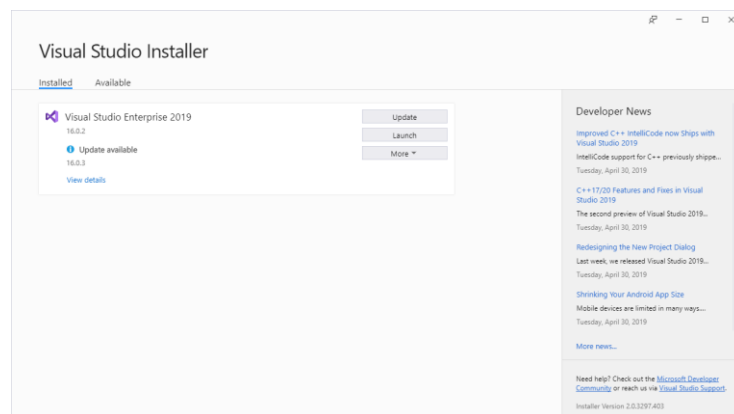 Visual Studio Installer
Installed Available
Visual Studio Enterprise 2019
16.0.2
Update available
16.0.3
View details
Update
Launch
More
Developer News
Improved C++ IntelliCode now Ships with
Visual Studio 2019
IntelliCode support for C++ previously shippe...
Tuesday, April 30, 2019
C++17/20 Features and Fixes in Visual
Studio 2019
The second preview of Visual Studio 2019...
Tuesday, April 30, 2019
Redesigning the New Project Dialog
Last week, we released Visual Studio 2019...
Tuesday, April 30, 2019
Shrinking Your Android App Size
Mobile devices are limited in many ways....
Tuesday, April 30, 2019
More news...
Need help? Check out the Microsoft Developer
Community or reach us via Visual Studio Support.
Installer Version 2.0.3297.403